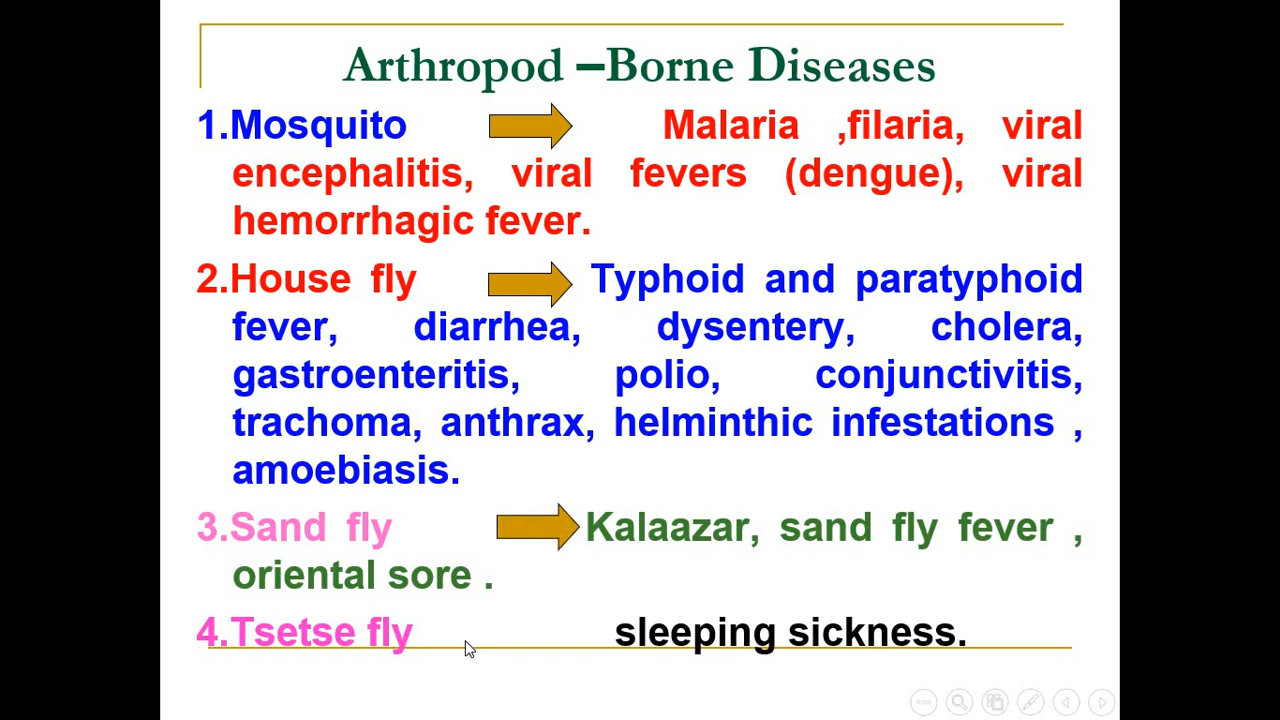 Arthropod –Borne Diseases
1.Mosquito Malaria ,filaria, viral
encephalitis, viral fevers (dengue), viral
hemorrhagic fever.
2.House fly Typhoid and paratyphoid
fever, diarrhea, dysentery, cholera,
gastroenteritis, polio, conjunctivitis,
trachoma, anthrax, helminthic infestations ,
amoebiasis.
3.Sand fly Kalaazar, sand fly fever ,
oriental sore .
4.Tsetse fly sleeping sickness.